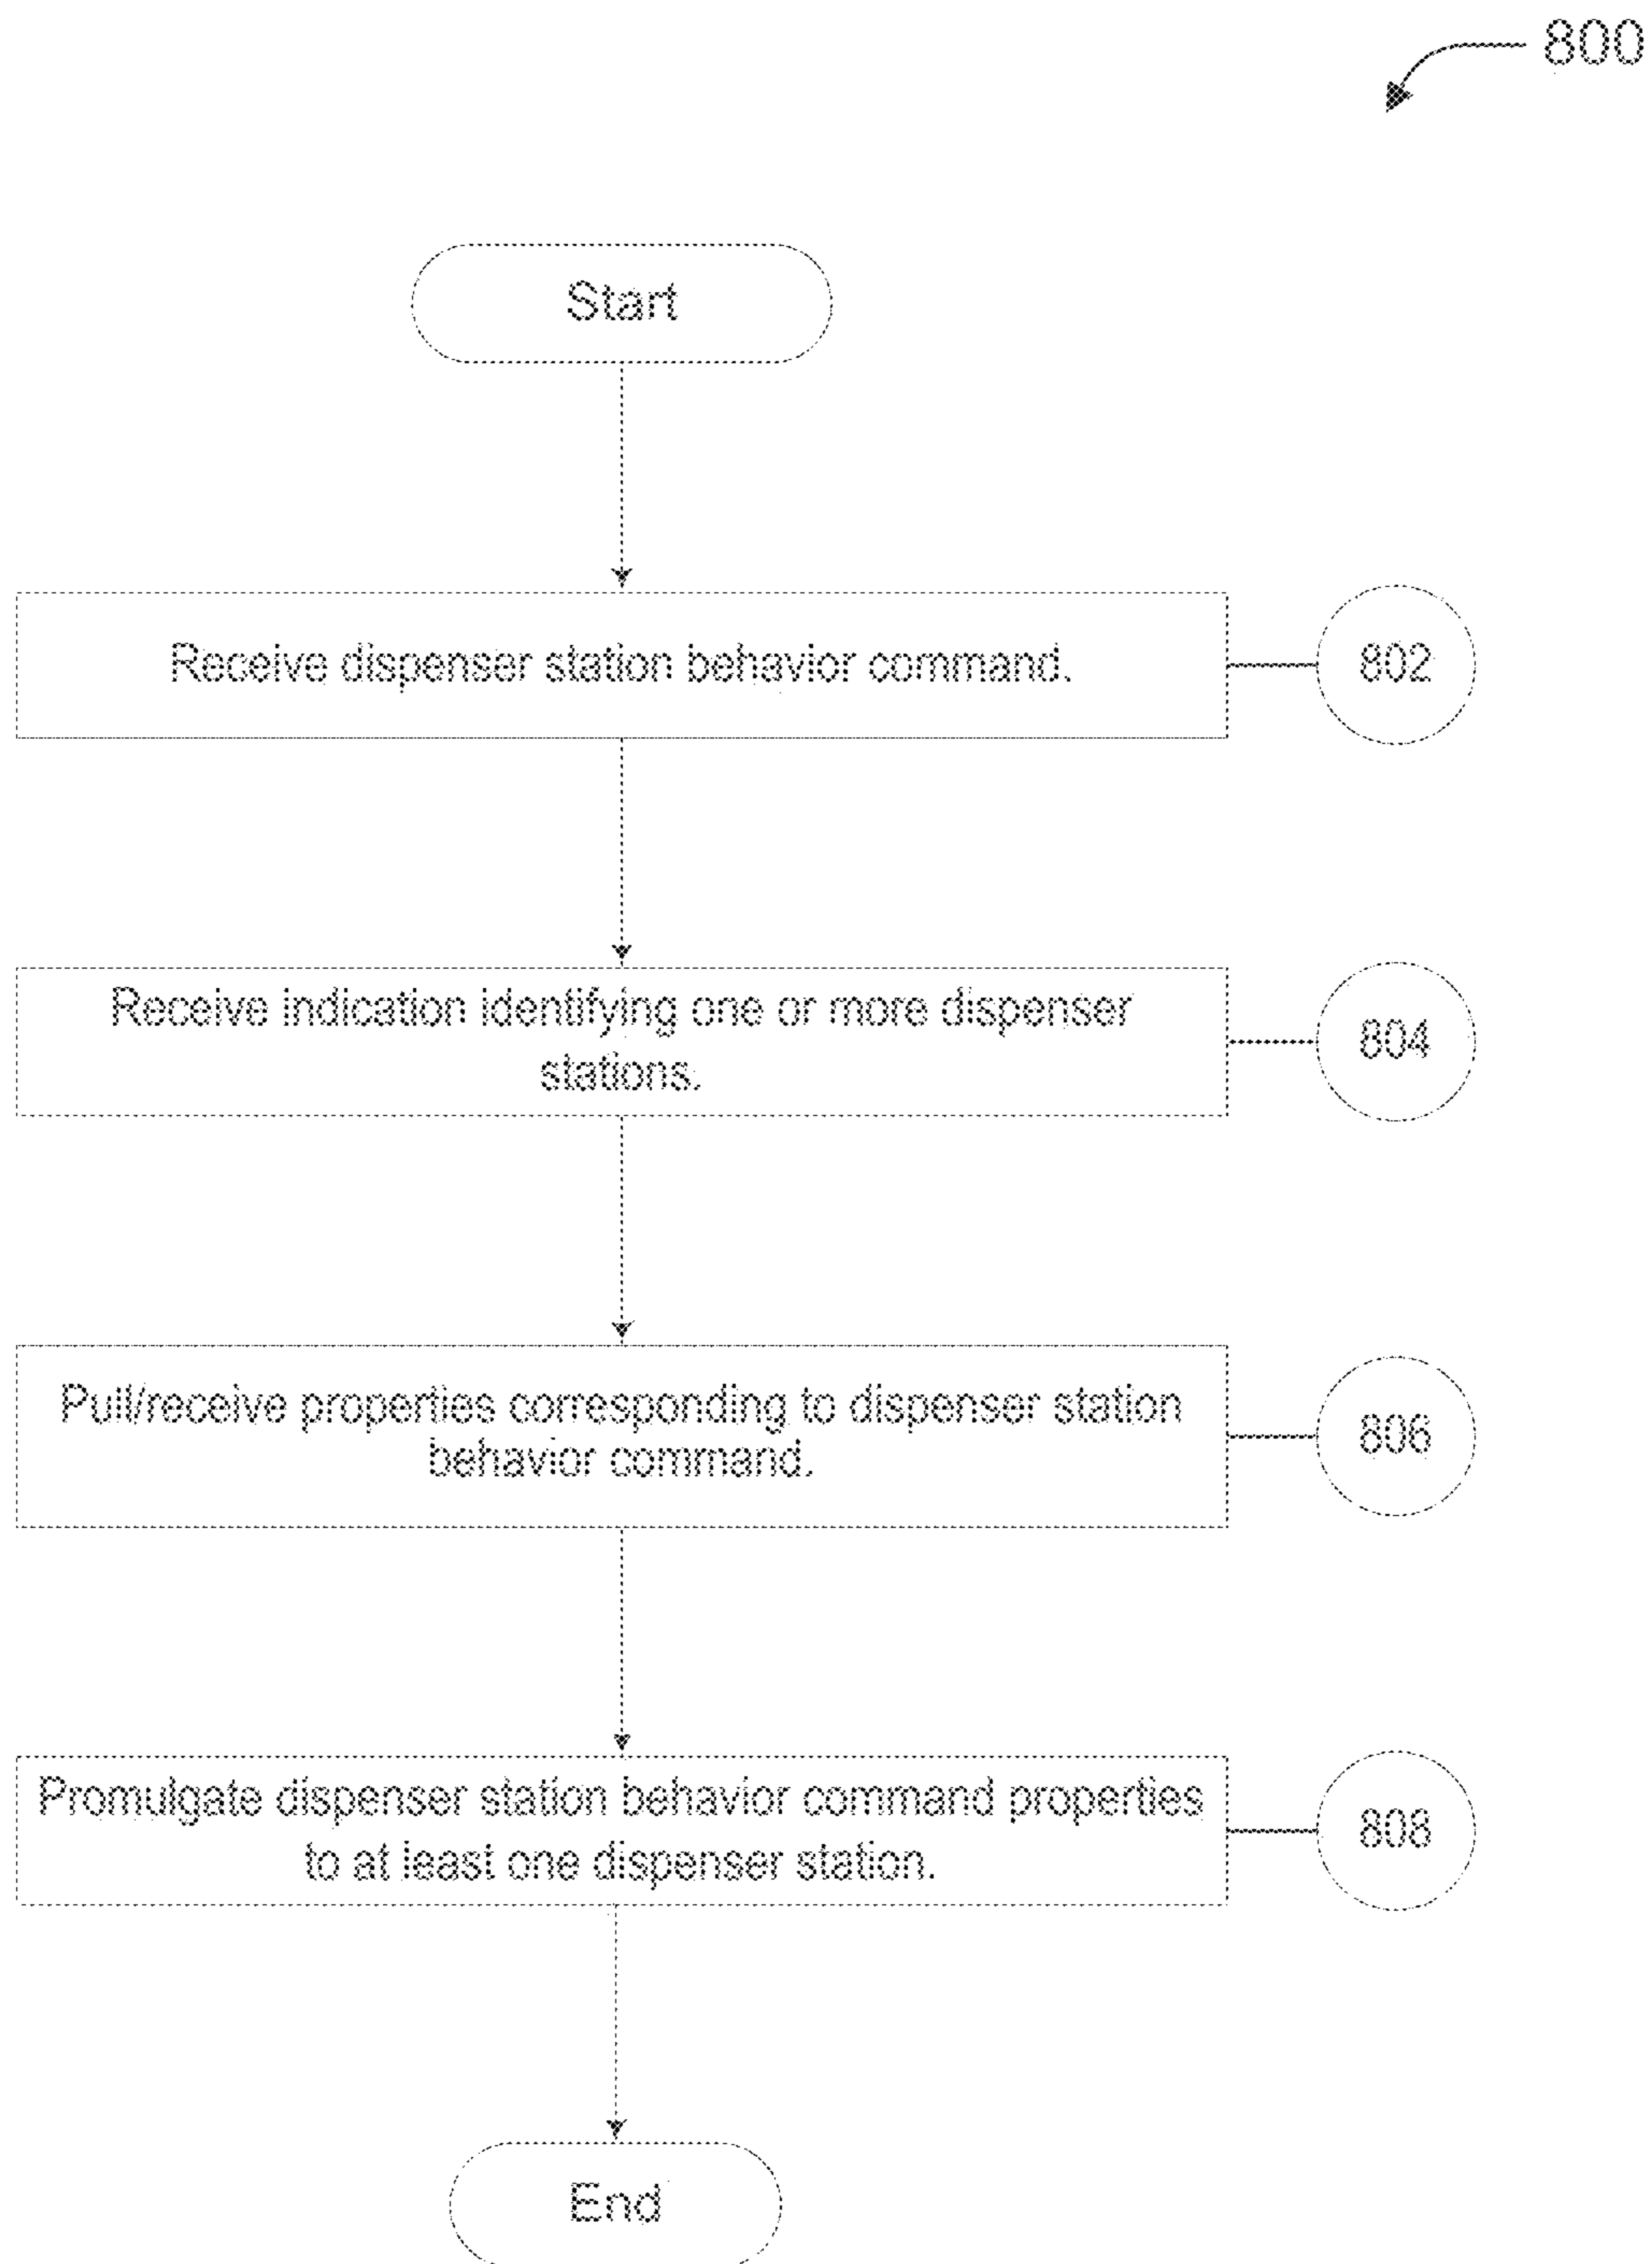 800
Start
Receive dispenser station behavior command.
802
Receive indication identifying one or more dispenser
stations.
804
Pull/receive properties corresponding to dispenser station
behavior command.
806
Promulgate dispenser station behavior command properties
to at least one dispenser station.
808
End